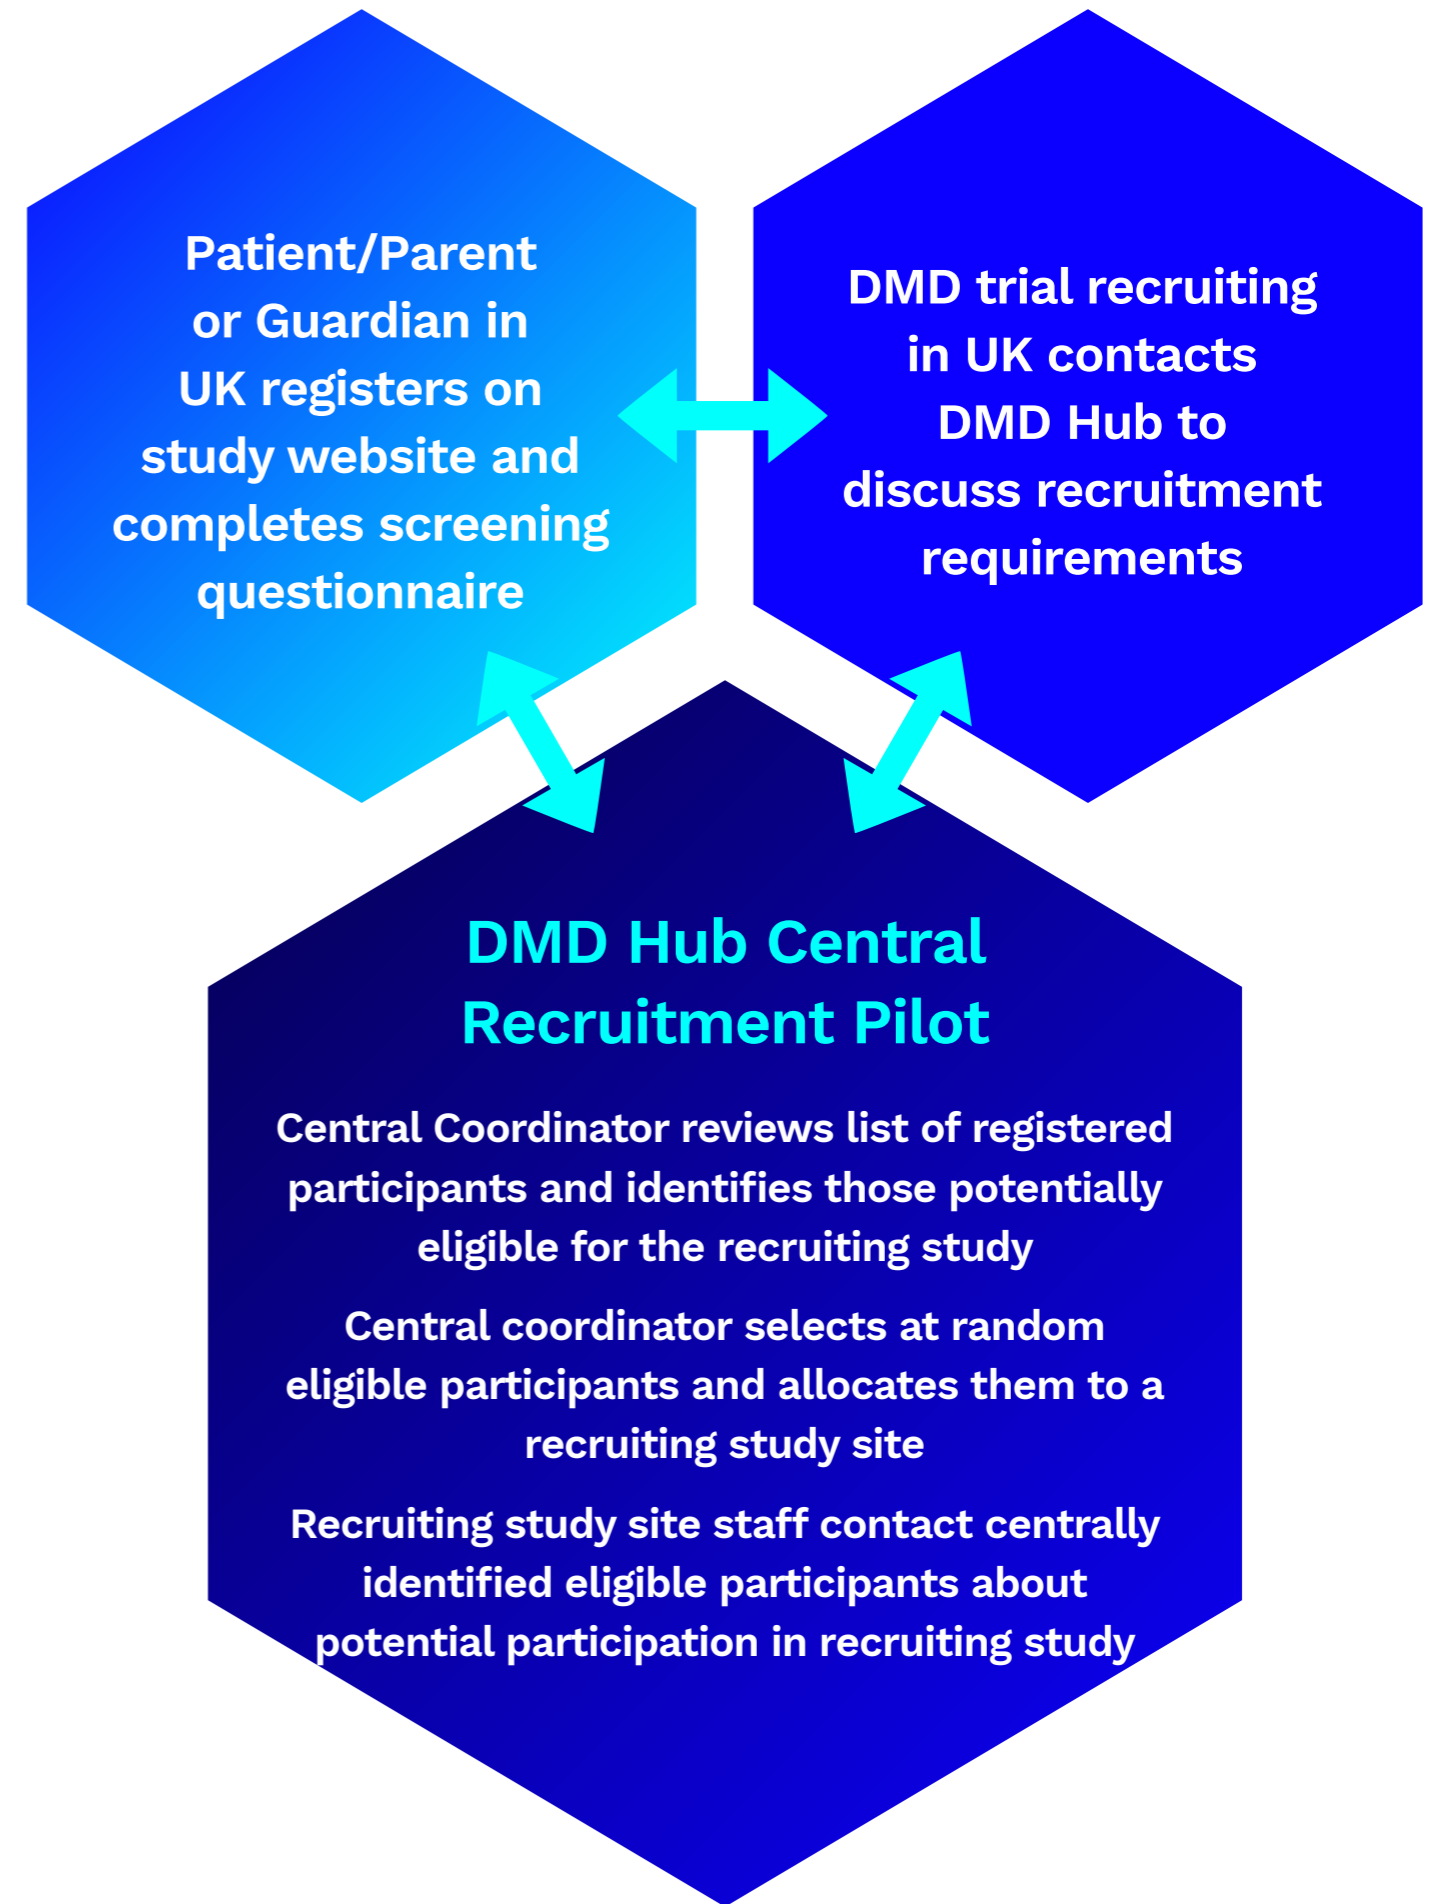 Patient/Parent
or Guardian in
UK registers on
study website and
completes screening
questionnaire
DMD trial recruiting
in UK contacts
DMD Hub to
discuss recruitment
requirements
DMD Hub Central
Recruitment Pilot
Central Coordinator reviews list of registered
participants and identifies those potentially
eligible for the recruiting study
Central coordinator selects at random
eligible participants and allocates them to a
recruiting study site
Recruiting study site staff contact centrally
identified eligible participants about
potential participation in recruiting study